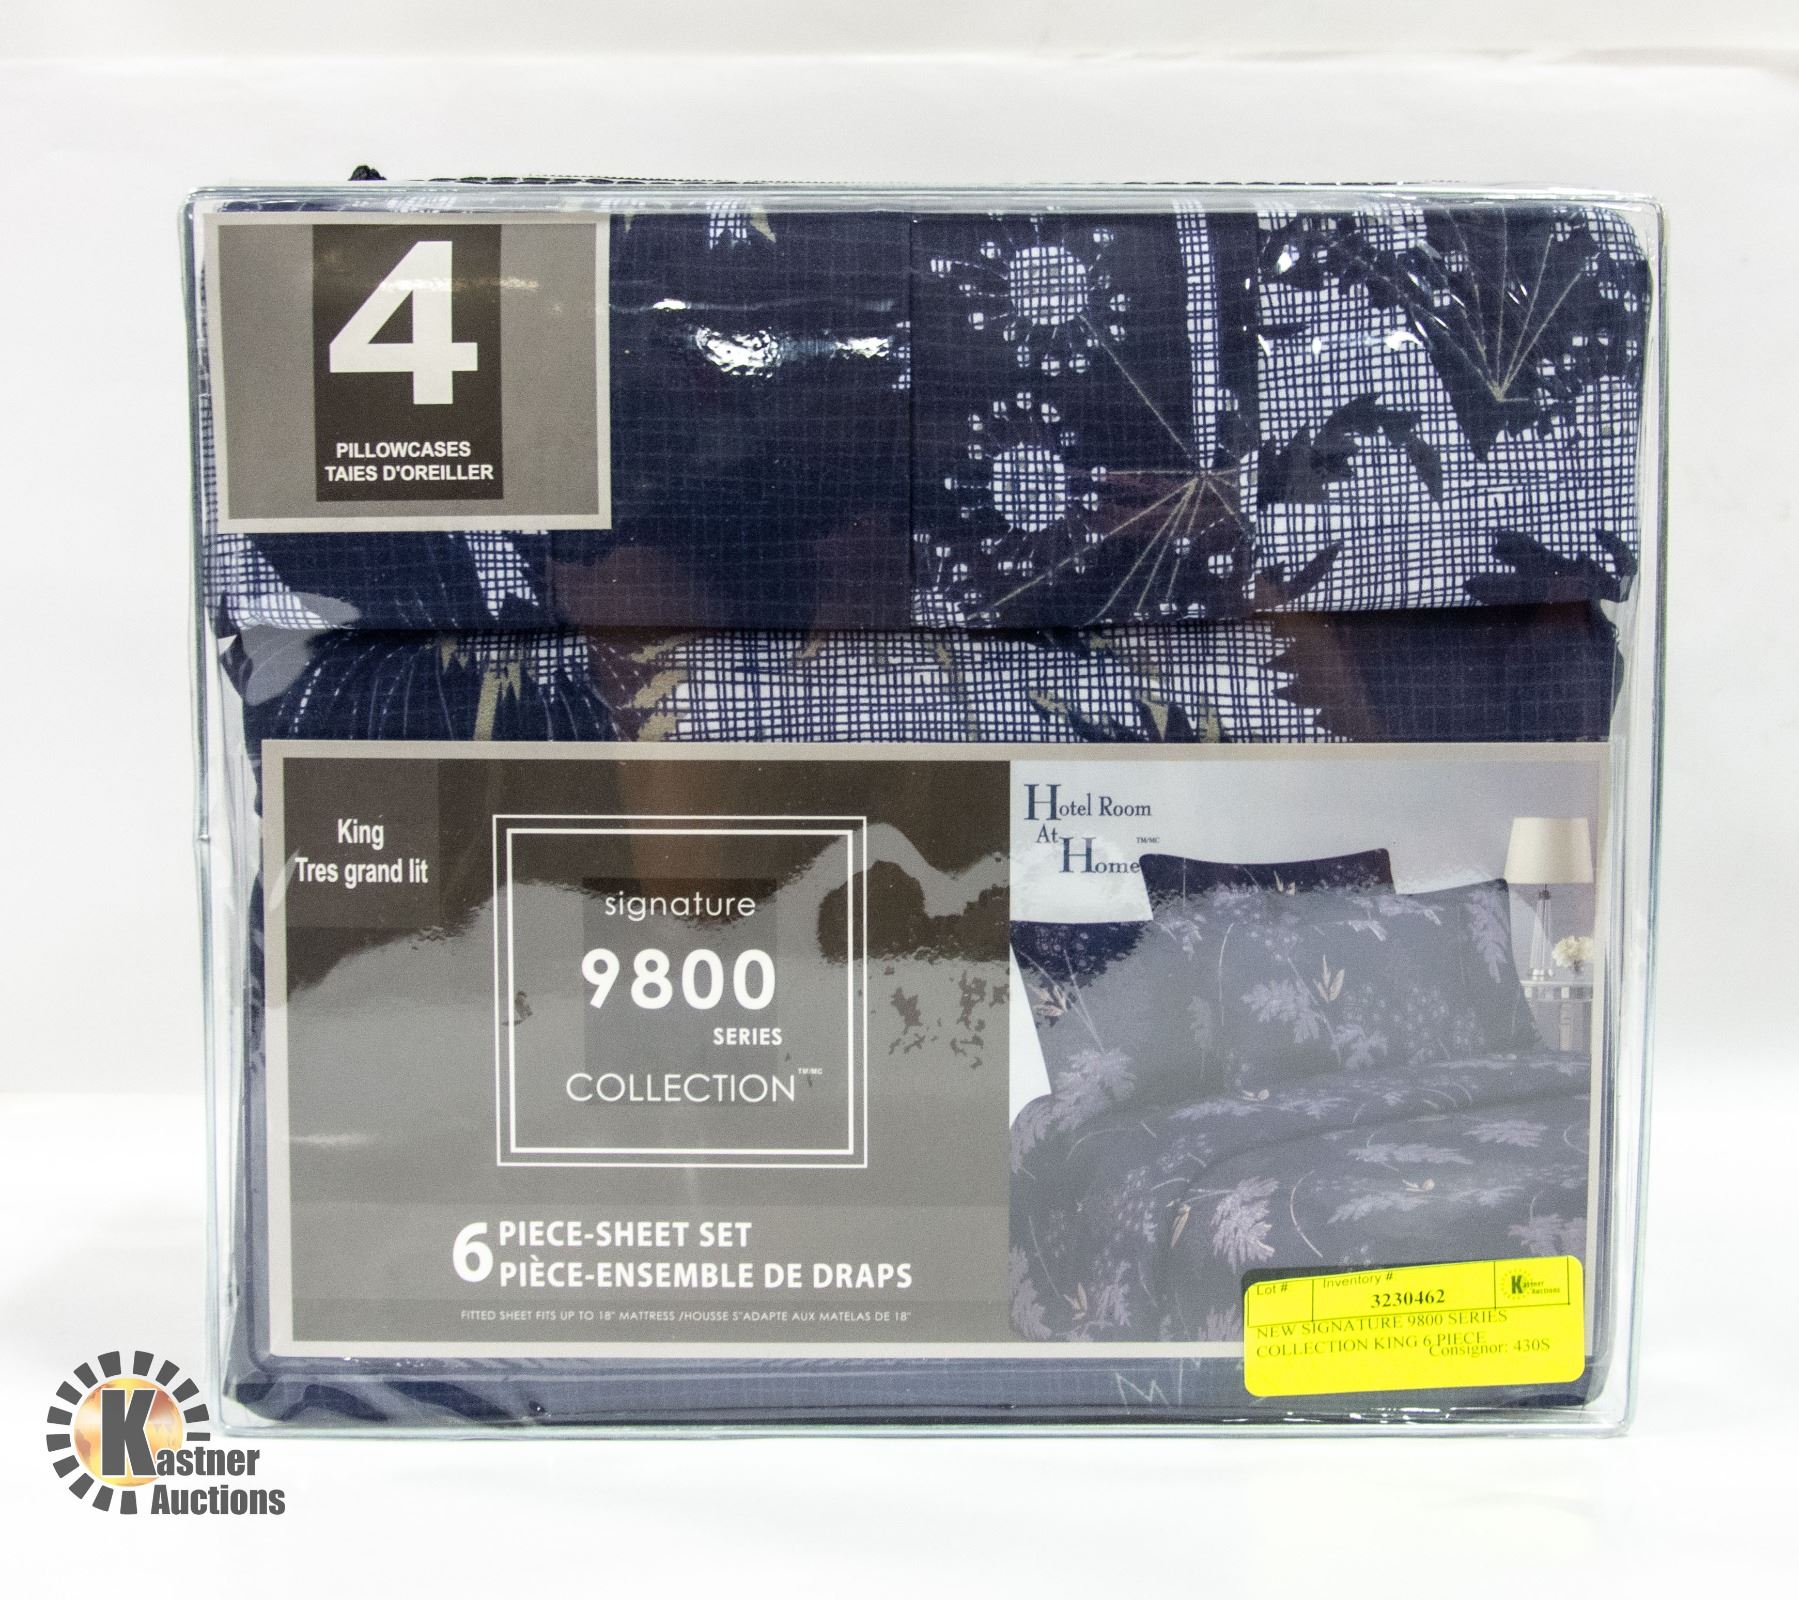 4
PILLOWCASES
TAIES D'OREILLER
King
Tres grand lit
signature
9800
SERIES
COLLECTION TM/MC
Hotel Room
At
Home TM/MC
6 PIECE-SHEET SET
PIÈCE-ENSEMBLE DE DRAPS
FITTED SHEET FITS UP TO 18" MATTRESS /HOUSSE S"ADAPTE AUX MATELAS DE 18"
Lot # Inventory #
3230462
Kastner
Auctions
NEW SIGNATURE 9800 SERIES
COLLECTION KING 6 PIECE
Consignor: 430S
Kastner
Auctions